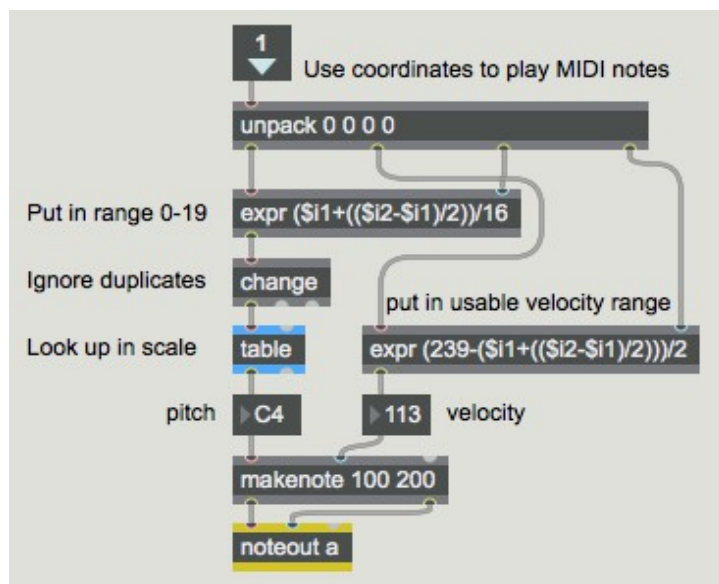 1
Use coordinates to play MIDI notes
unpack 0 0 0 0
Put in range 0-19
expr ($i1+(($i2-$i1)/2))/16
Ignore duplicates
change
put in usable velocity range
Look up in scale
table
expr (239-($i1+(($i2-$i1)/2)))/2
pitch
C4
113
velocity
makenote 100 200
noteout a